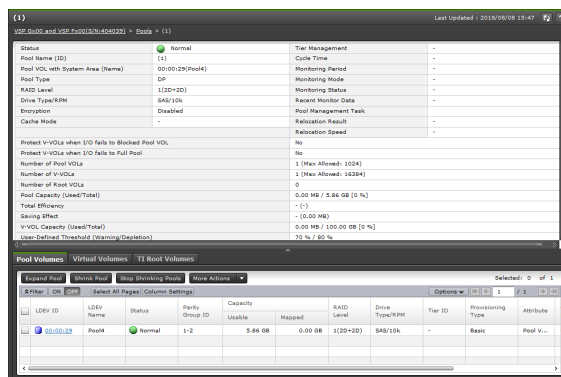 (1)
Last Updated : 2018/08/08 15:47
VSP Gx00 and VSP Fx00(S/N:404039) > Pools > (1)
Status Normal Tier Management -
Pool Name (ID) (1) Cycle Time -
Pool VOL with System Area (Name) 00:00:29(Pool4) Monitoring Period -
Pool Type DP Monitoring Mode -
RAID Level 1(2D+2D) Monitoring Status -
Drive Type/RPM SAS/10k Recent Monitor Data -
Encryption Disabled Pool Management Task
Cache Mode - Relocation Result -
Relocation Speed -
Protect V-VOLs when I/O fails to Blocked Pool VOL No
Protect V-VOLs when I/O fails to Full Pool No
Number of Pool VOLs 1 (Max Allowed: 1024)
Number of V-VOLs 1 (Max Allowed: 16384)
Number of Root VOLs 0
Pool Capacity (Used/Total) 0.00 MB / 5.86 GB [0 %]
Total Efficiency - (-)
Saving Effect - (0.00 MB)
V-VOL Capacity (Used/Total) 0.00 MB / 100.00 GB [0 %]
User-Defined Threshold (Warning/Depletion) 70 % / 80 %
Pool Volumes Virtual Volumes TI Root Volumes
Expand Pool Shrink Pool Stop Shrinking Pools More Actions Selected: 0 of 1
Filter ON OFF Select All Pages Column Settings Options 1 / 1
LDEV ID LDEV Name Status Parity Group ID Capacity Usable Mapped RAID Level Drive Type/RPM Tier ID Provisioning Type Attribute
00:00:29 Pool4 Normal 1-2 5.86 GB 0.00 GB 1(2D+2D) SAS/10k - Basic Pool V...